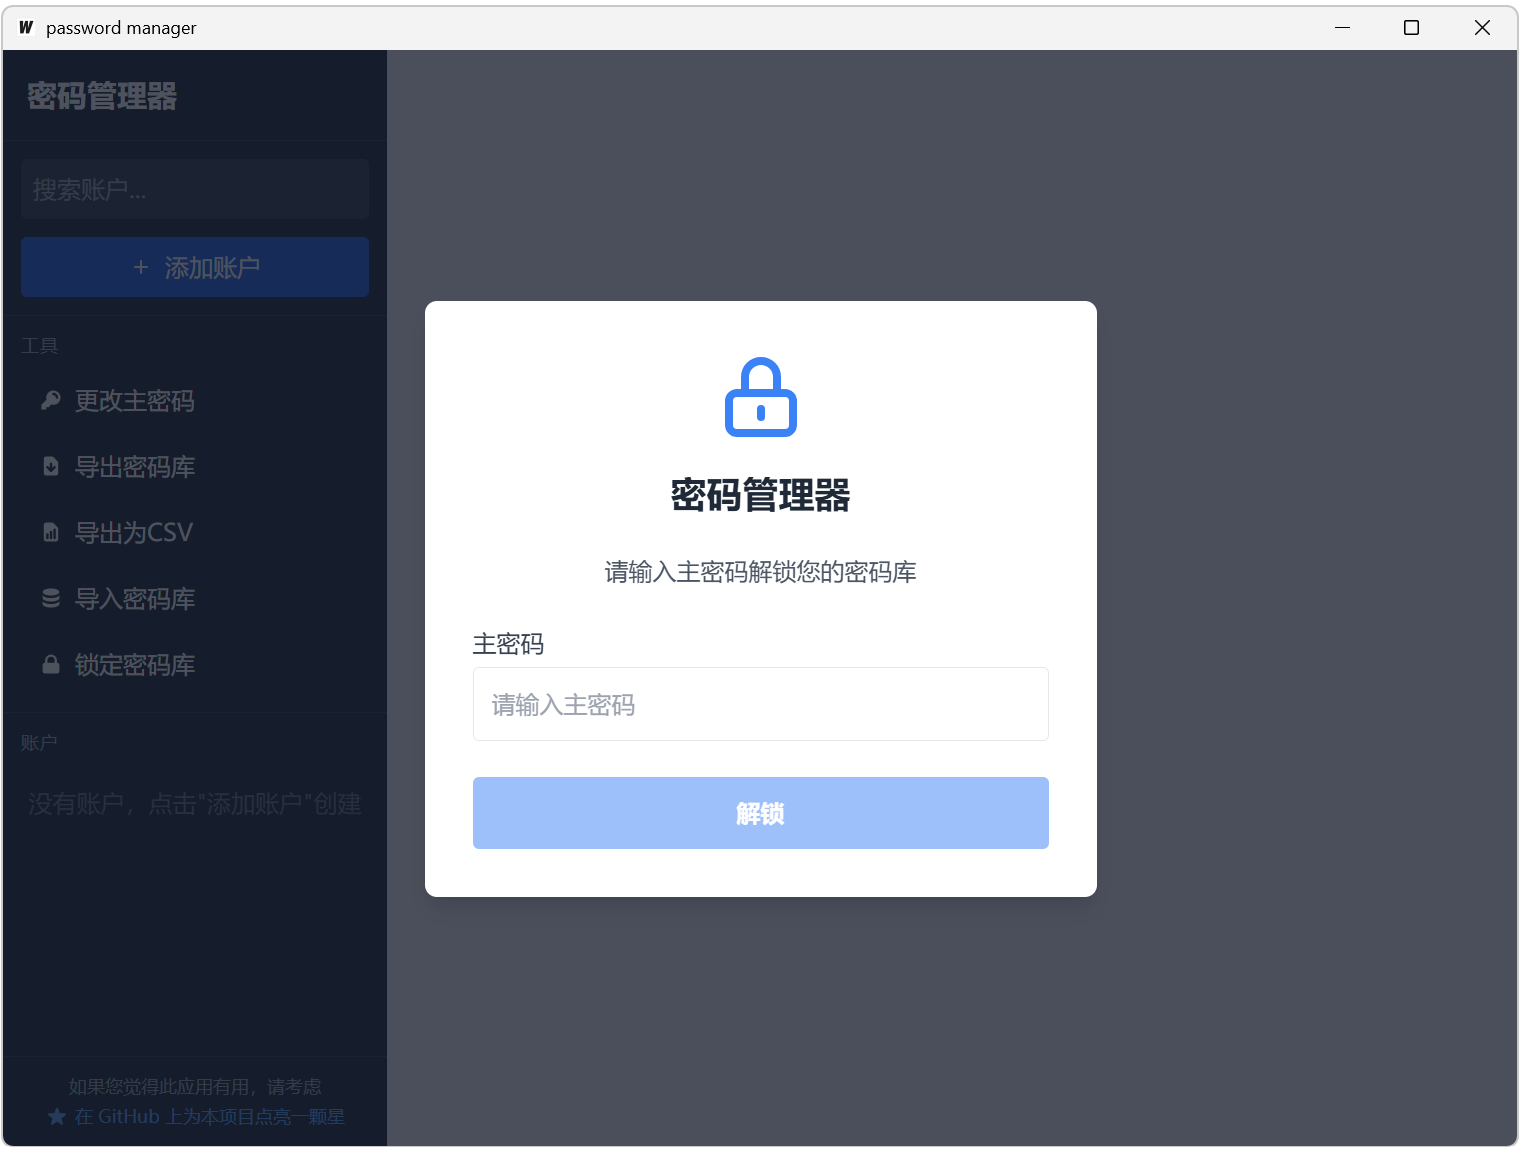 password manager
密码管理器
搜索账户...
+ 添加账户
工具
更改主密码
导出密码库
导出为CSV
导入密码库
锁定密码库
账户
没有账户，点击"添加账户"创建
如果您觉得此应用有用，请考虑
在 GitHub 上为本项目点亮一颗星
密码管理器
请输入主密码解锁您的密码库
主密码
请输入主密码
解锁